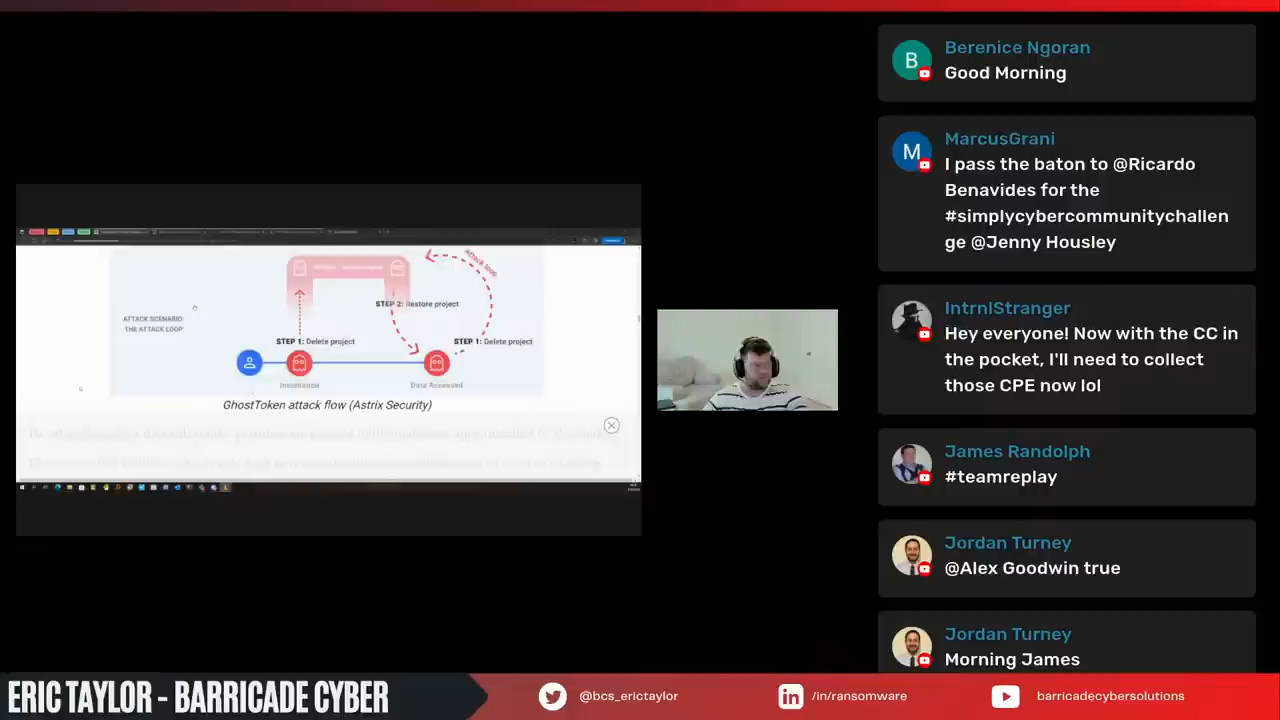 Attack loop
STEP 2: Restore project
ATTACK SCENARIO:
THE ATTACK LOOP
STEP 1: Delete project
STEP 1: Delete project
Installation
Data Accessed
GhostToken attack flow (Astrix Security)
B
Berenice Ngoran
Good Morning
M
MarcusGrani
I pass the baton to @Ricardo
Benavides for the
#simplycybercommunitychallen
ge @Jenny Housley
IntrnlStranger
Hey everyone! Now with the CC in
the pocket, I'll need to collect
those CPE now lol
James Randolph
#teamreplay
Jordan Turney
@Alex Goodwin true
Jordan Turney
Morning James
ERIC TAYLOR - BARRICADE CYBER
@bcs_erictaylor
in
/in/ransomware
barricadecybersolutions